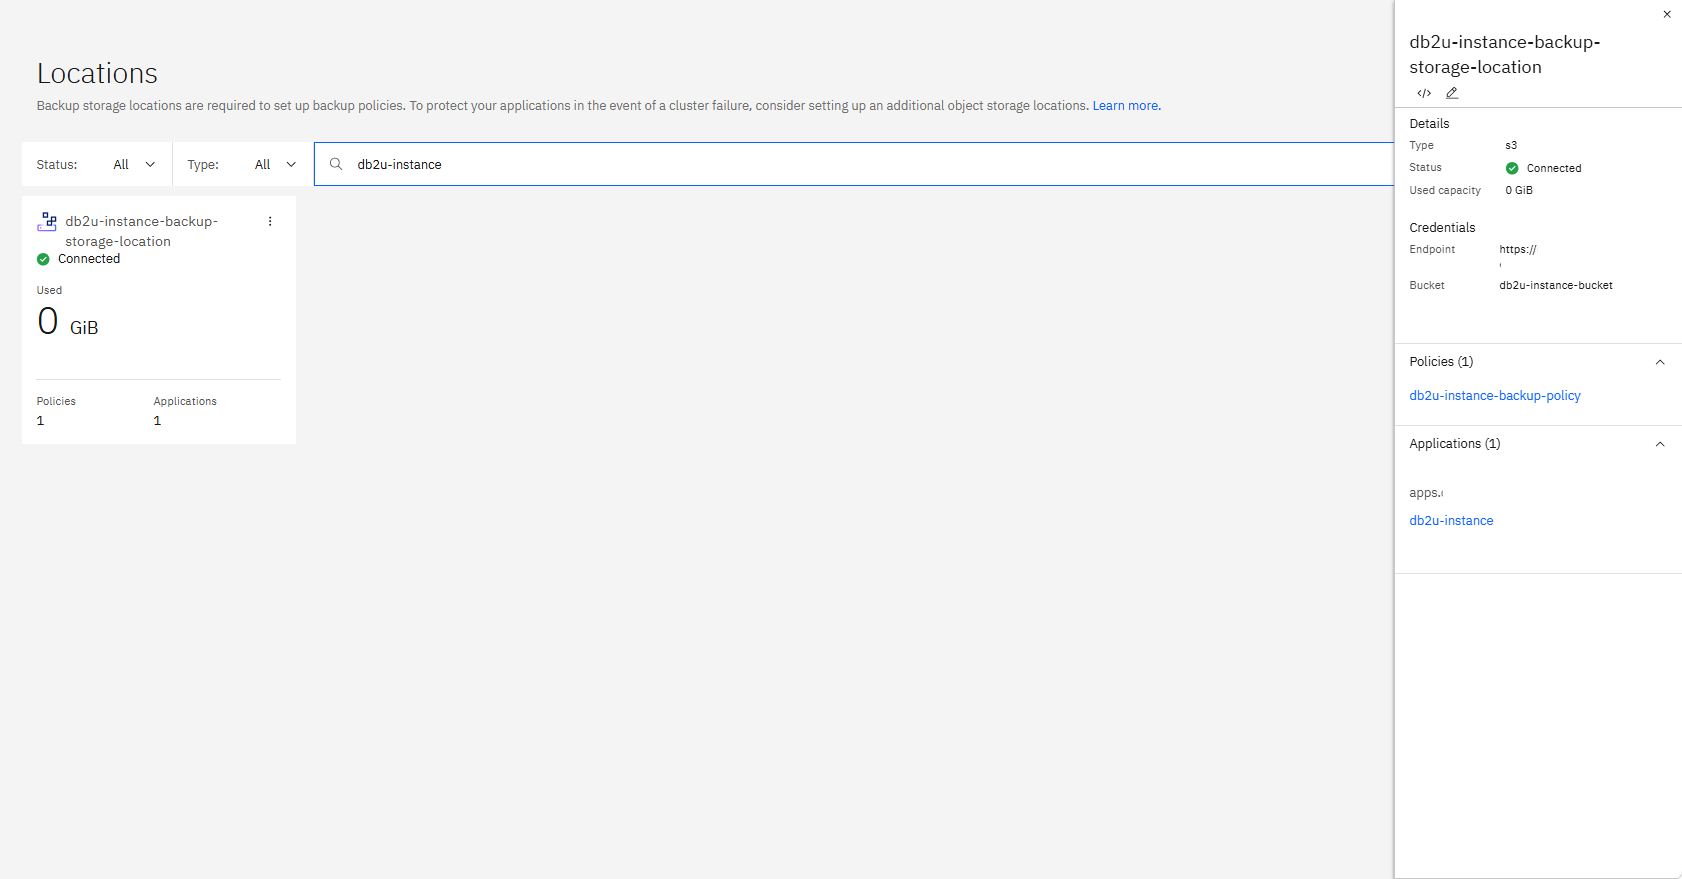 Locations
Backup storage locations are required to set up backup policies. To protect your applications in the event of a cluster failure, consider setting up an additional object storage locations. Learn more.
Status: All Type: All db2u-instance
db2u-instance-backup-
storage-location
Connected
Used
0 GiB
Policies Applications
1 1
db2u-instance-backup-
storage-location
</>
Details
Type s3
Status Connected
Used capacity 0 GiB
Credentials
Endpoint https://
Bucket db2u-instance-bucket
Policies (1)
db2u-instance-backup-policy
Applications (1)
apps.
db2u-instance